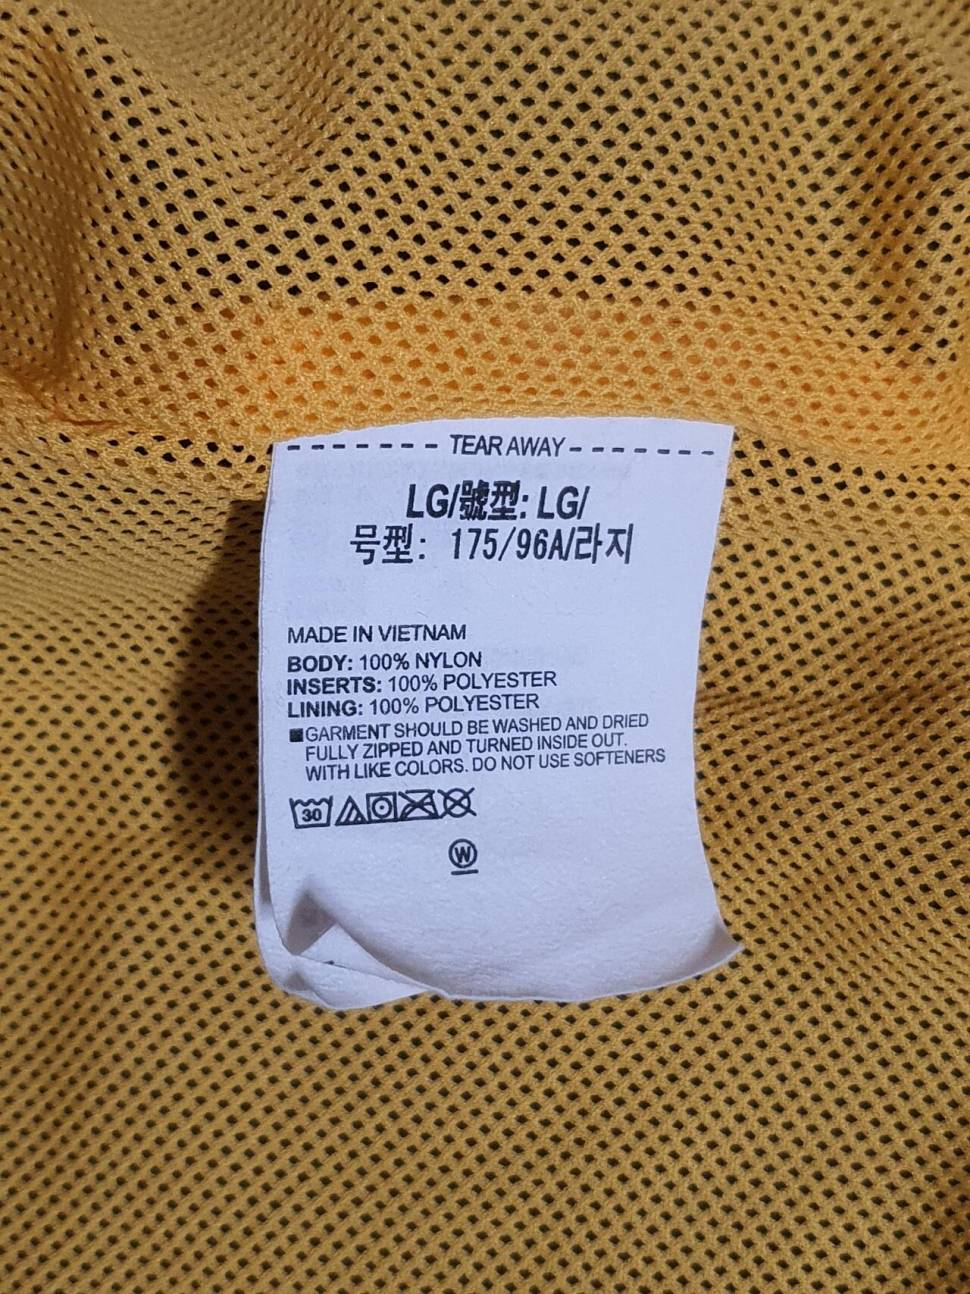 TEAR AWAY
LG/號型: LG/
号型: 175/96A/라지
MADE IN VIETNAM
BODY: 100% NYLON
INSERTS: 100% POLYESTER
LINING: 100% POLYESTER
■GARMENT SHOULD BE WASHED AND DRIED
FULLY ZIPPED AND TURNED INSIDE OUT.
WITH LIKE COLORS. DO NOT USE SOFTENERS
30
W